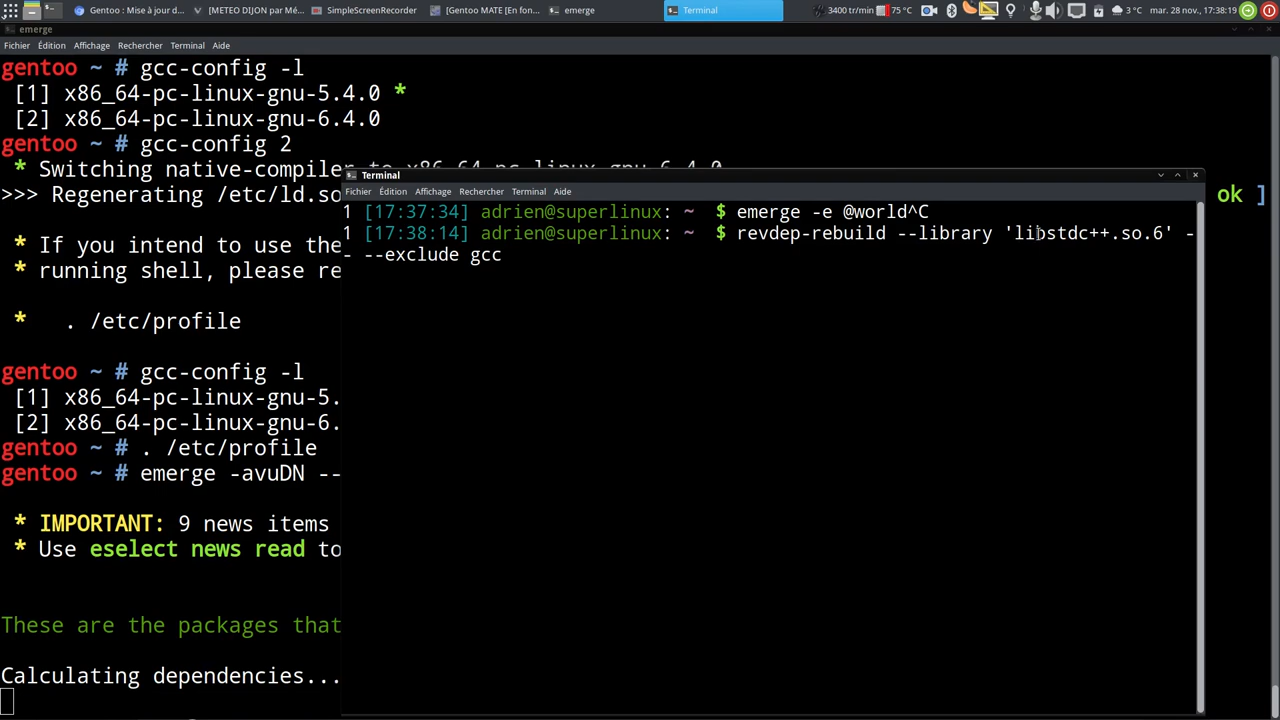 Gentoo : Mise à jour d…
[METEO DIJON par Mé…
SimpleScreenRecorder
[Gentoo MATE [En fon…
emerge
Terminal
3400 tr/min
75 °C
3 °C
mar. 28 nov., 17:38:19
emerge
Fichier Édition Affichage Rechercher Terminal Aide
gentoo ~ # gcc-config -l
[1] x86_64-pc-linux-gnu-5.4.0 *
[2] x86_64-pc-linux-gnu-6.4.0
gentoo ~ # gcc-config 2
* Switching native-compiler to x86_64-pc-linux-gnu-6.4.0
>>> Regenerating /etc/ld.so
ok ]
* If you intend to use the
* running shell, please re
* . /etc/profile
gentoo ~ # gcc-config -l
[1] x86_64-pc-linux-gnu-5.
[2] x86_64-pc-linux-gnu-6.
gentoo ~ # . /etc/profile
gentoo ~ # emerge -avuDN --
* IMPORTANT: 9 news items
* Use eselect news read to
These are the packages that
Calculating dependencies...
Terminal
Fichier Édition Affichage Rechercher Terminal Aide
1 [17:37:34] adrien@superlinux: ~ $ emerge -e @world^C
1 [17:38:14] adrien@superlinux: ~ $ revdep-rebuild --library 'libstdc++.so.6' -
- --exclude gcc